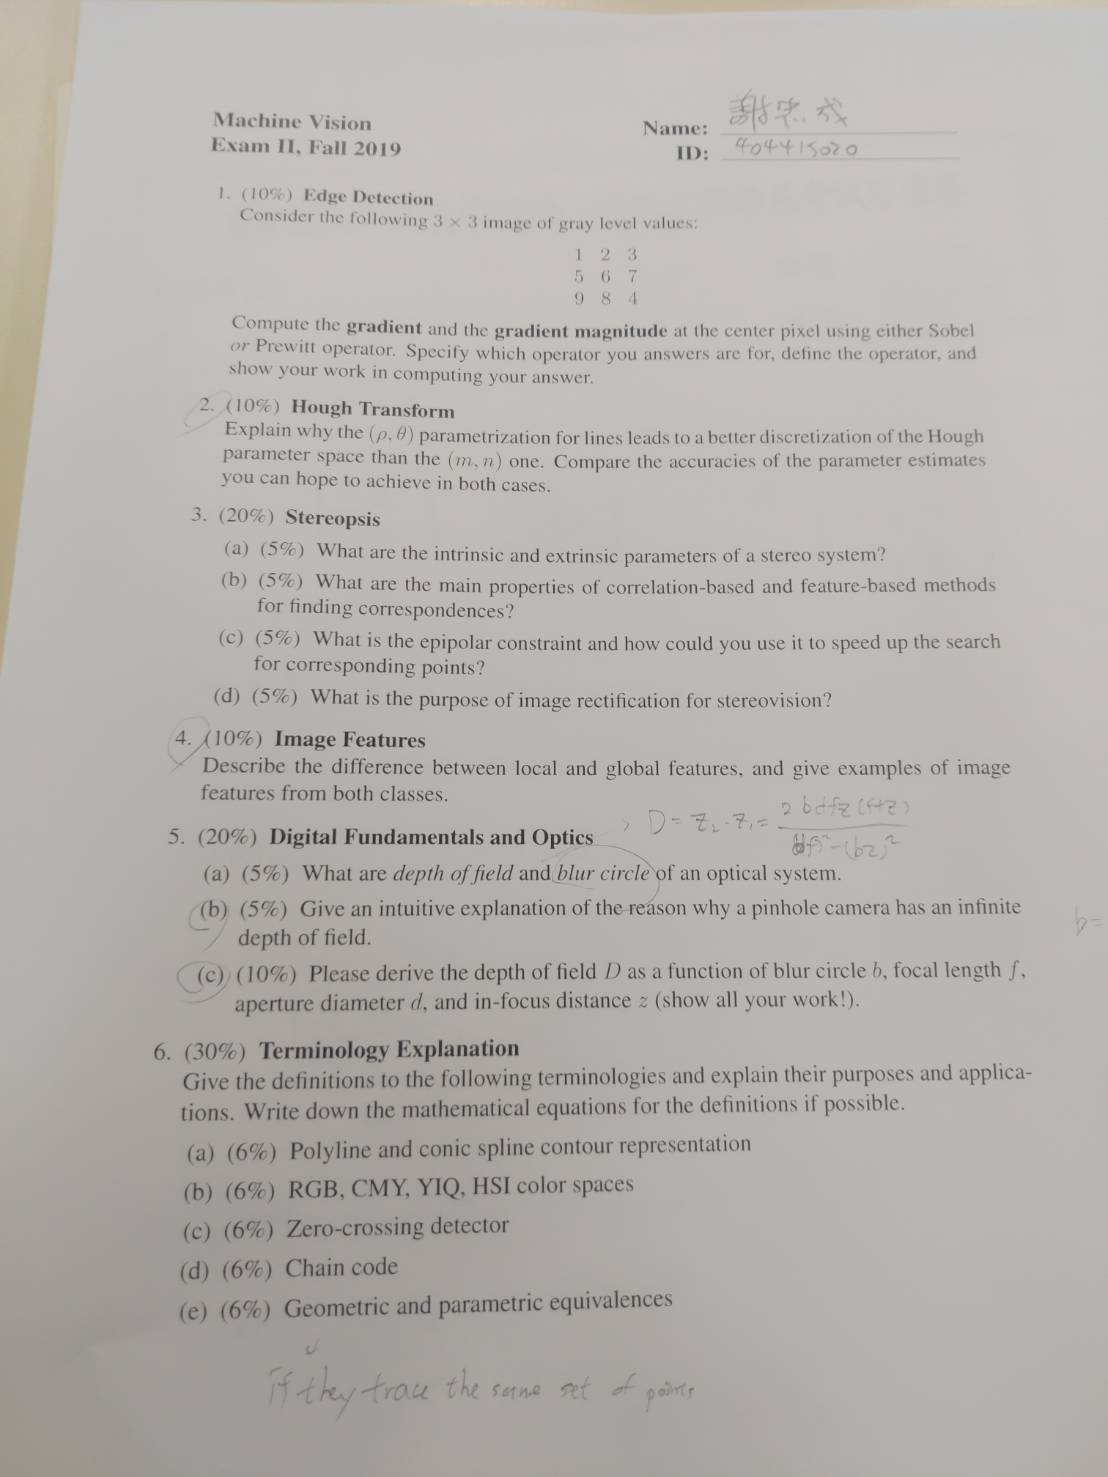 Machine Vision
Exam II, Fall 2019
Name: 謝忠成
ID: 404415020
1. (10%) Edge Detection
Consider the following 3 × 3 image of gray level values:
1 2 3
5 6 7
9 8 4
Compute the gradient and the gradient magnitude at the center pixel using either Sobel
or Prewitt operator. Specify which operator you answers are for, define the operator, and
show your work in computing your answer.
2. (10%) Hough Transform
Explain why the (ρ, θ) parametrization for lines leads to a better discretization of the Hough
parameter space than the (m, n) one. Compare the accuracies of the parameter estimates
you can hope to achieve in both cases.
3. (20%) Stereopsis
(a) (5%) What are the intrinsic and extrinsic parameters of a stereo system?
(b) (5%) What are the main properties of correlation-based and feature-based methods
for finding correspondences?
(c) (5%) What is the epipolar constraint and how could you use it to speed up the search
for corresponding points?
(d) (5%) What is the purpose of image rectification for stereovision?
4. (10%) Image Features
Describe the difference between local and global features, and give examples of image
features from both classes.
D = z₂ - z₁ = 2bdfz(f+z) / (df)² - (bz)²
5. (20%) Digital Fundamentals and Optics
(a) (5%) What are depth of field and blur circle of an optical system.
(b) (5%) Give an intuitive explanation of the reason why a pinhole camera has an infinite
depth of field.
b=
(c) (10%) Please derive the depth of field D as a function of blur circle b, focal length f,
aperture diameter d, and in-focus distance z (show all your work!).
6. (30%) Terminology Explanation
Give the definitions to the following terminologies and explain their purposes and applica-
tions. Write down the mathematical equations for the definitions if possible.
(a) (6%) Polyline and conic spline contour representation
(b) (6%) RGB, CMY, YIQ, HSI color spaces
(c) (6%) Zero-crossing detector
(d) (6%) Chain code
(e) (6%) Geometric and parametric equivalences
if they trace the same set of points